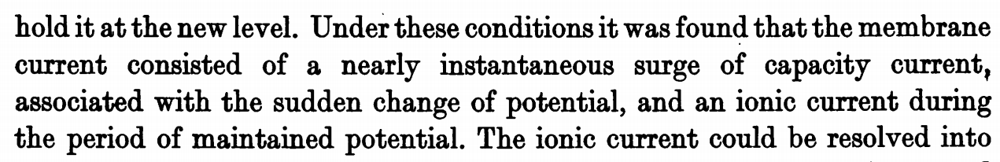 hold it at the new level. Under these conditions it was found that the membrane
current consisted of a nearly instantaneous surge of capacity current,
associated with the sudden change of potential, and an ionic current during
the period of maintained potential. The ionic current could be resolved into